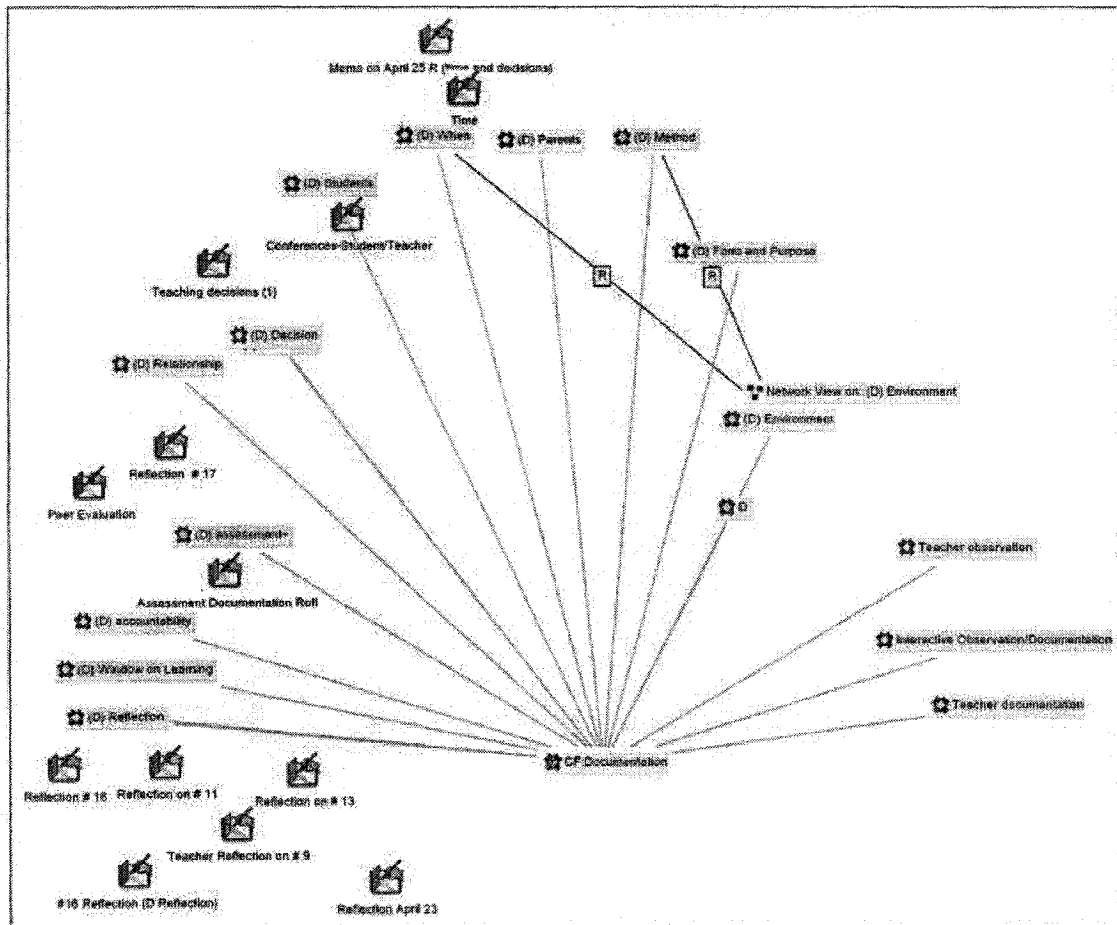 Memo on April 25 R (time and decisions)
Time
(D) When
(D) Parents
(D) Method
(D) Students
Conferences-Student/Teacher
(D) Form and Purpose
R
R
Teaching decisions (1)
(D) Decision
(D) Relationship
Network View on: (D) Environment
(D) Environment
Reflection # 17
Peer Evaluation
D
(D) assessment~
Teacher observation
Assessment Documentation Roll
(D) accountability
Interactive Observation/Documentation
(D) Window on Learning
Teacher documentation
(D) Reflection
CF:Documentation
Reflection # 16
Reflection on # 11
Reflection on # 13
Teacher Reflection on # 9
#16 Reflection (D Reflection)
Reflection April 23